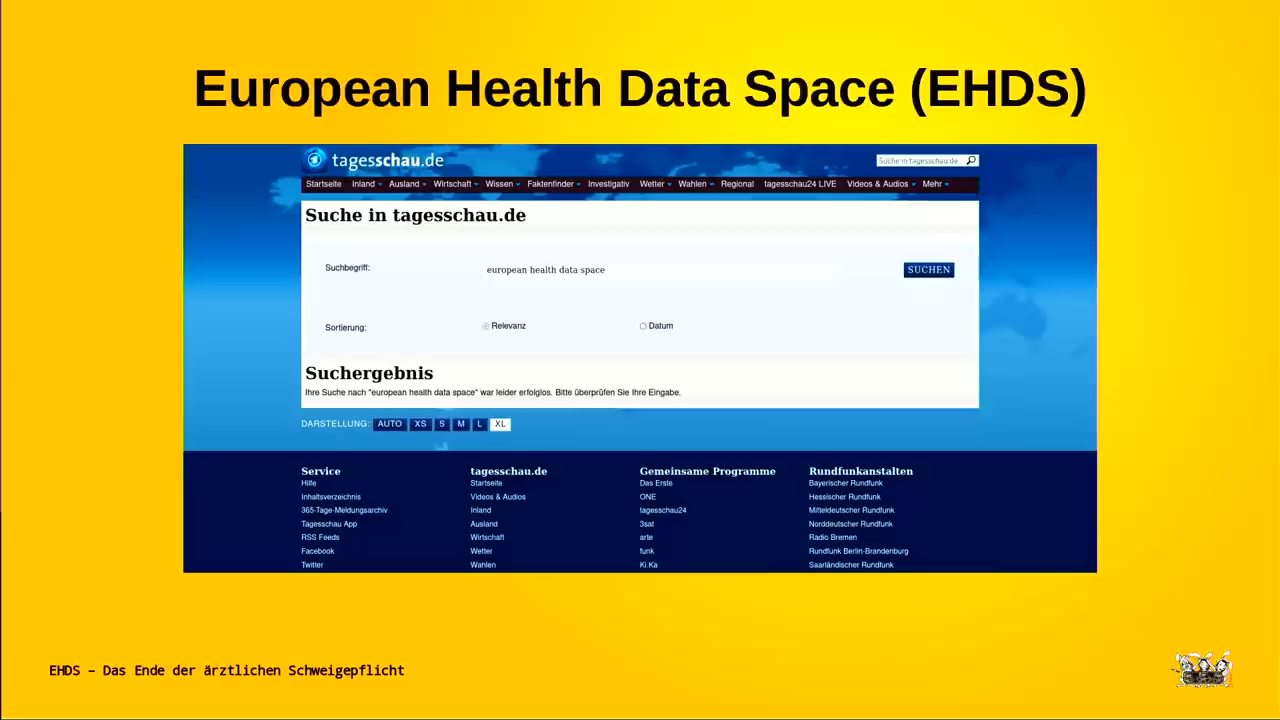 European Health Data Space (EHDS)
tagesschau.de
Suche in tagesschau.de
Startseite Inland Ausland Wirtschaft Wissen Faktenfinder Investigativ Wetter Wahlen Regional tagesschau24 LIVE Videos & Audios Mehr
Suche in tagesschau.de
Suchbegriff: european health data space SUCHEN
Sortierung: Relevanz Datum
Suchergebnis
Ihre Suche nach "european health data space" war leider erfolglos. Bitte überprüfen Sie Ihre Eingabe.
DARSTELLUNG: AUTO XS S M L XL
Service tagesschau.de Gemeinsame Programme Rundfunkanstalten
Hilfe Startseite Das Erste Bayerischer Rundfunk
Inhaltsverzeichnis Videos & Audios ONE Hessischer Rundfunk
365-Tage-Meldungsarchiv Inland tagesschau24 Mitteldeutscher Rundfunk
Tagesschau App Ausland 3sat Norddeutscher Rundfunk
RSS Feeds Wirtschaft arte Radio Bremen
Facebook Wetter funk Rundfunk Berlin-Brandenburg
Twitter Wahlen Ki.Ka Saarländischer Rundfunk
EHDS – Das Ende der ärztlichen Schweigepflicht